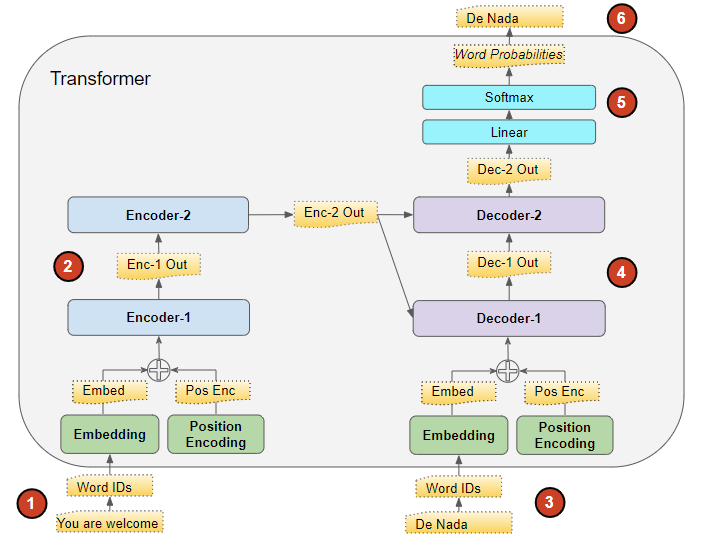 De Nada
6
Word Probabilities
Transformer
Softmax
5
Linear
Dec-2 Out
Encoder-2
Enc-2 Out
Decoder-2
2
Enc-1 Out
Dec-1 Out
4
Encoder-1
Decoder-1
Embed
Pos Enc
Embed
Pos Enc
Embedding
Position
Encoding
Embedding
Position
Encoding
Word IDs
Word IDs
1
3
You are welcome
De Nada